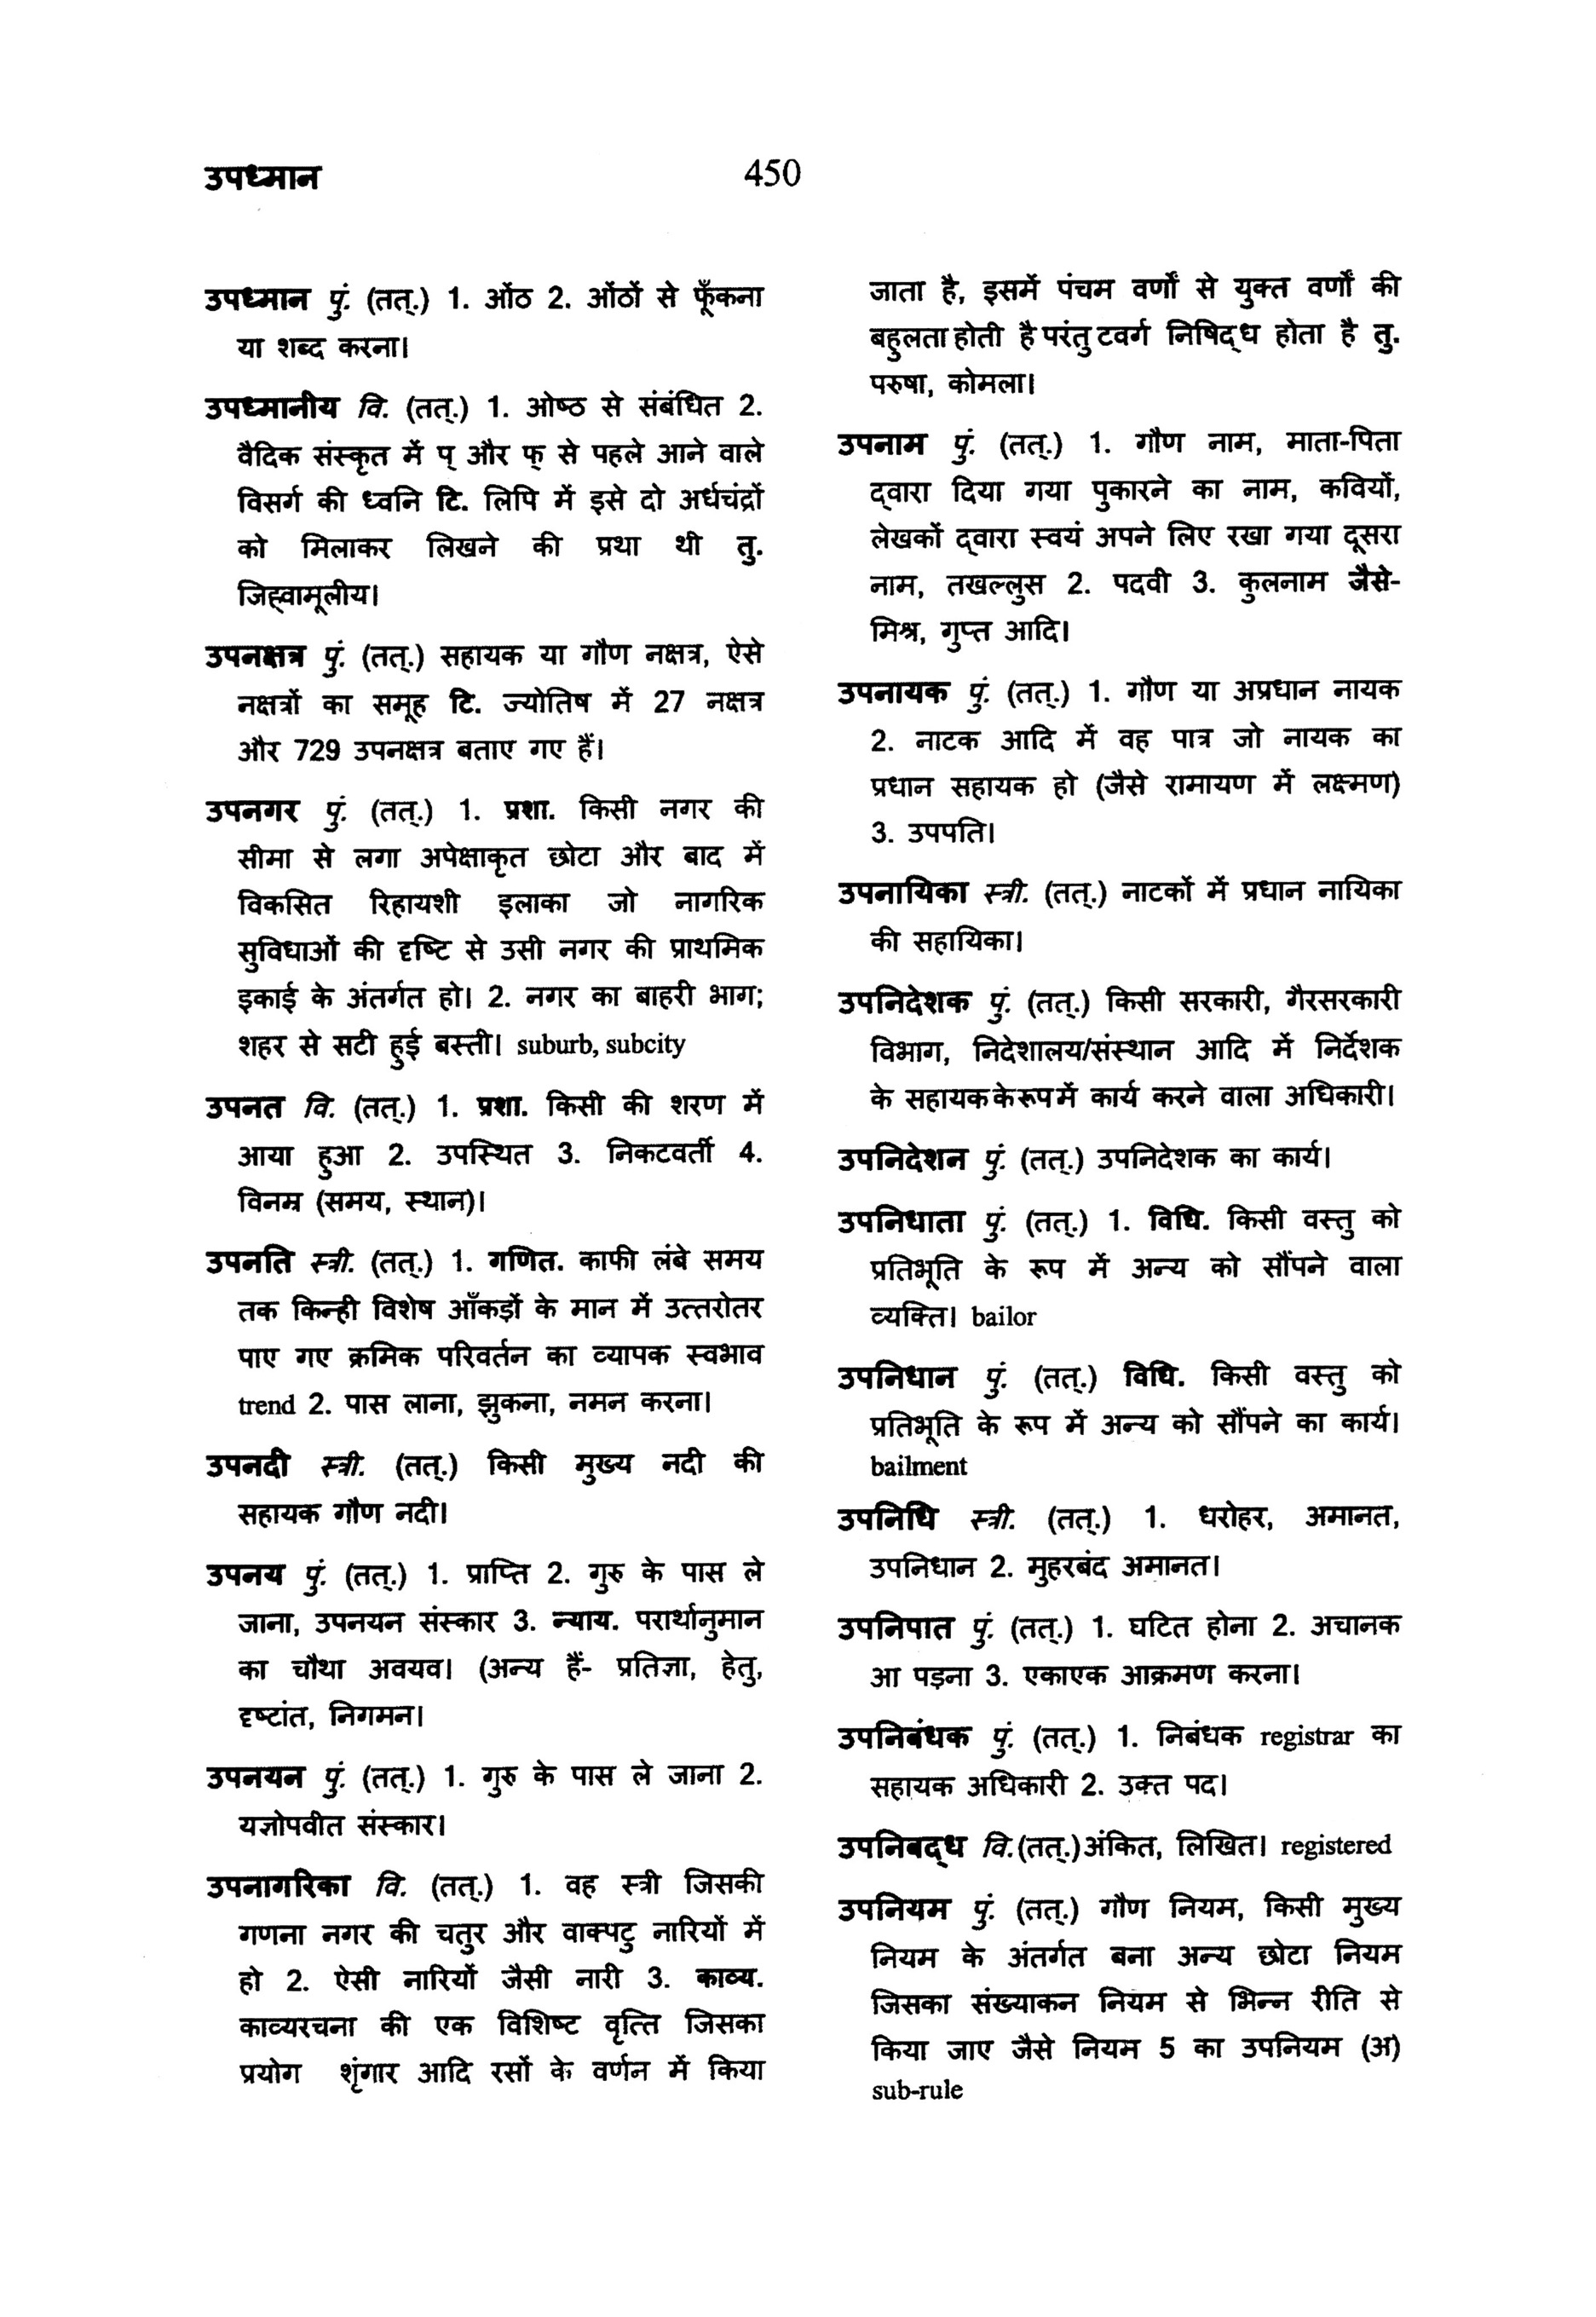 उपध्मान
450
उपध्मान पुं. (तत्.) 1. ओंठ 2. ओंठों से फूँकना
या शब्द करना।
उपध्मानीय वि. (तत्.) 1. ओष्ठ से संबंधित 2.
वैदिक संस्कृत में प् और फ् से पहले आने वाले
विसर्ग की ध्वनि टि. लिपि में इसे दो अर्धचंद्रों
को मिलाकर लिखने की प्रथा थी तु.
जिह्वामूलीय।
उपनक्षत्र पुं. (तत्.) सहायक या गौण नक्षत्र, ऐसे
नक्षत्रों का समूह टि. ज्योतिष में 27 नक्षत्र
और 729 उपनक्षत्र बताए गए हैं।
उपनगर पुं. (तत्.) 1. प्रशा. किसी नगर की
सीमा से लगा अपेक्षाकृत छोटा और बाद में
विकसित रिहायशी इलाका जो नागरिक
सुविधाओं की दृष्टि से उसी नगर की प्राथमिक
इकाई के अंतर्गत हो। 2. नगर का बाहरी भाग;
शहर से सटी हुई बस्ती। suburb, subcity
उपनत वि. (तत्.) 1. प्रशा. किसी की शरण में
आया हुआ 2. उपस्थित 3. निकटवर्ती 4.
विनम्र (समय, स्थान)।
उपनति स्त्री. (तत्.) 1. गणित. काफी लंबे समय
तक किन्ही विशेष आँकड़ों के मान में उत्तरोतर
पाए गए क्रमिक परिवर्तन का व्यापक स्वभाव
trend 2. पास लाना, झुकना, नमन करना।
उपनदी स्त्री. (तत्.) किसी मुख्य नदी की
सहायक गौण नदी।
उपनय पुं. (तत्.) 1. प्राप्ति 2. गुरु के पास ले
जाना, उपनयन संस्कार 3. न्याय. परार्थानुमान
का चौथा अवयव। (अन्य हैं- प्रतिज्ञा, हेतु,
दृष्टांत, निगमन।
उपनयन पुं. (तत्.) 1. गुरु के पास ले जाना 2.
यज्ञोपवीत संस्कार।
उपनागरिका वि. (तत्.) 1. वह स्त्री जिसकी
गणना नगर की चतुर और वाक्पटु नारियों में
हो 2. ऐसी नारियों जैसी नारी 3. काव्य.
काव्यरचना की एक विशिष्ट वृत्ति जिसका
प्रयोग शृंगार आदि रसों के वर्णन में किया
जाता है, इसमें पंचम वर्णों से युक्त वर्णों की
बहुलता होती है परंतु टवर्ग निषिद्ध होता है तु.
परुषा, कोमला।
उपनाम पुं. (तत्.) 1. गौण नाम, माता-पिता
द्वारा दिया गया पुकारने का नाम, कवियों,
लेखकों द्वारा स्वयं अपने लिए रखा गया दूसरा
नाम, तखल्लुस 2. पदवी 3. कुलनाम जैसे-
मिश्र, गुप्त आदि।
उपनायक पुं. (तत्.) 1. गौण या अप्रधान नायक
2. नाटक आदि में वह पात्र जो नायक का
प्रधान सहायक हो (जैसे रामायण में लक्ष्मण)
3. उपपति।
उपनायिका स्त्री. (तत्.) नाटकों में प्रधान नायिका
की सहायिका।
उपनिदेशक पुं. (तत्.) किसी सरकारी, गैरसरकारी
विभाग, निदेशालय/संस्थान आदि में निर्देशक
के सहायक के रूप में कार्य करने वाला अधिकारी।
उपनिदेशन पुं. (तत्.) उपनिदेशक का कार्य।
उपनिधाता पुं. (तत्.) 1. विधि. किसी वस्तु को
प्रतिभूति के रूप में अन्य को सौंपने वाला
व्यक्ति। bailor
उपनिधान पुं. (तत्.) विधि. किसी वस्तु को
प्रतिभूति के रूप में अन्य को सौंपने का कार्य।
bailment
उपनिधि स्त्री. (तत्.) 1. धरोहर, अमानत,
उपनिधान 2. मुहरबंद अमानत।
उपनिपात पुं. (तत्.) 1. घटित होना 2. अचानक
आ पड़ना 3. एकाएक आक्रमण करना।
उपनिबंधक पुं. (तत्.) 1. निबंधक registrar का
सहायक अधिकारी 2. उक्त पद।
उपनिबद्ध वि.(तत्.)अंकित, लिखित। registered
उपनियम पुं. (तत्.) गौण नियम, किसी मुख्य
नियम के अंतर्गत बना अन्य छोटा नियम
जिसका संख्याकन नियम से भिन्न रीति से
किया जाए जैसे नियम 5 का उपनियम (अ)
sub-rule